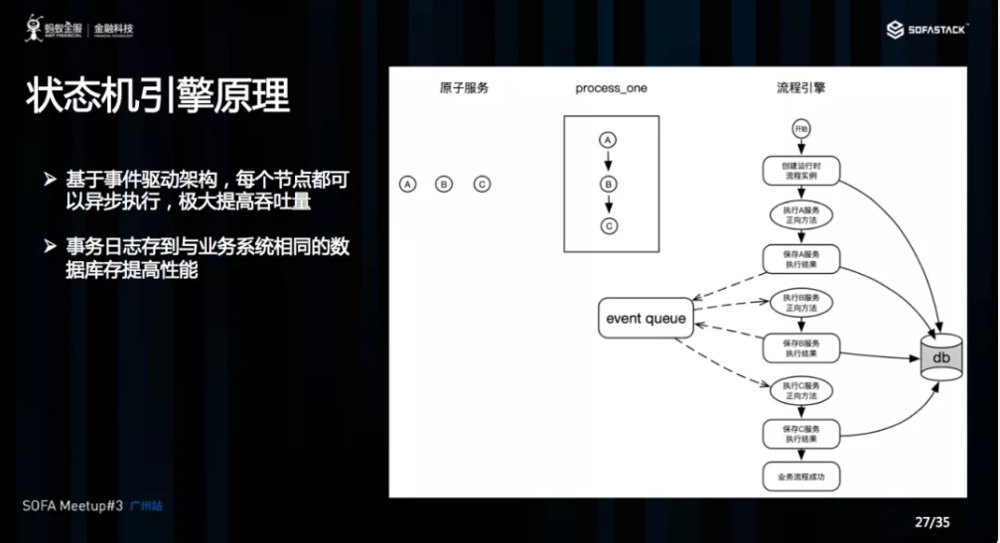 蚂蚁金服 金融科技
ANT FINANCIAL FINANCIAL TECHNOLOGY
SOFASTACK
状态机引擎原理
基于事件驱动架构，每个节点都可
以异步执行，极大提高吞吐量
事务日志存到与业务系统相同的数
据库存提高性能
原子服务
A B C
process_one
A
B
C
event queue
流程引擎
开始
创建运行时
流程实例
执行A服务
正向方法
保存A服务
执行结果
执行B服务
正向方法
保存B服务
执行结果
执行C服务
正向方法
保存C服务
执行结果
业务流程成功
db
SOFA Meetup#3 广州站
27/35